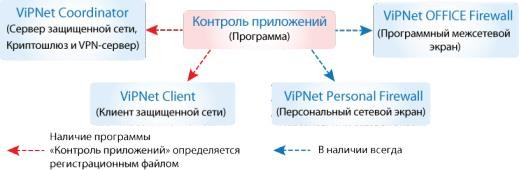 ViPNet Coordinator
(Сервер защищенной сети,
Криптошлюз и VPN-сервер)
Контроль приложений
(Программа)
ViPNet OFFICE Firewall
(Программный межсетевой
экран)
ViPNet Client
(Клиент защищенной сети)
ViPNet Personal Firewall
(Персональный сетевой экран)
Наличие программы
«Контроль приложений» определяется
регистрационным файлом
В наличии всегда